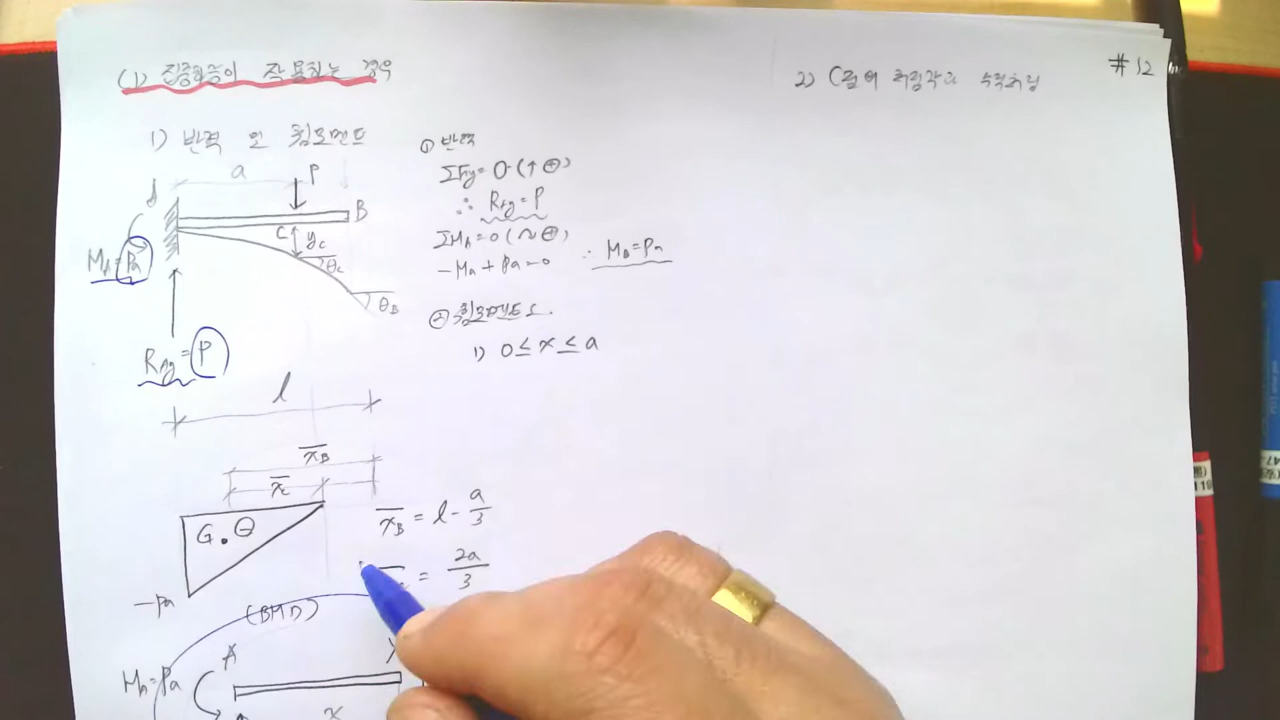 (1) 집중하중이 작용하는 경우
1) 반력 및 휨모멘트
a
P
B
C
yc
θc
θB
MA=Pa
RAy=P
l
① 반력
ΣFy=0 (↑⊕)
∴ RAy=P
ΣMA=0 (⊕)
-MA+Pa=0 ∴ MA=Pa
② 휨모멘트
1) 0≤x≤a
x̄B
x̄c
G.⊖
-Pa
(BMD)
x̄B = l - a/3
= 2a/3
MA=Pa
A
x
2) C점의 처짐각과 수직처짐
#12